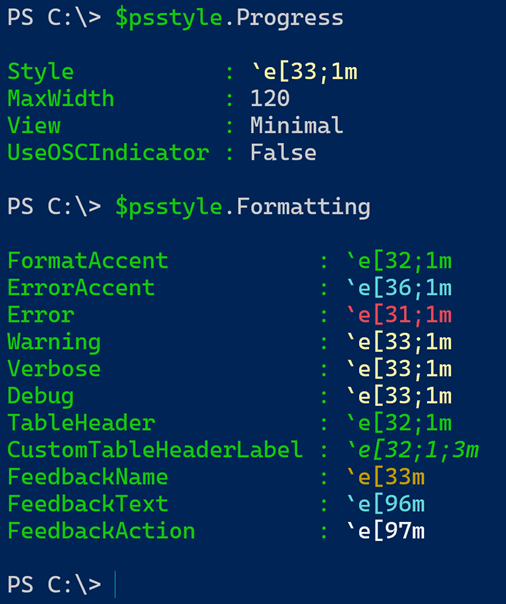 PS C:\> $psstyle.Progress
Style            : `e[33;1m
MaxWidth         : 120
View             : Minimal
UseOSCIndicator : False
PS C:\> $psstyle.Formatting
FormatAccent            : `e[32;1m
ErrorAccent             : `e[36;1m
Error                   : `e[31;1m
Warning                 : `e[33;1m
Verbose                 : `e[33;1m
Debug                   : `e[33;1m
TableHeader             : `e[32;1m
CustomTableHeaderLabel : `e[32;1;3m
FeedbackName            : `e[33m
FeedbackText            : `e[96m
FeedbackAction          : `e[97m
PS C:\>